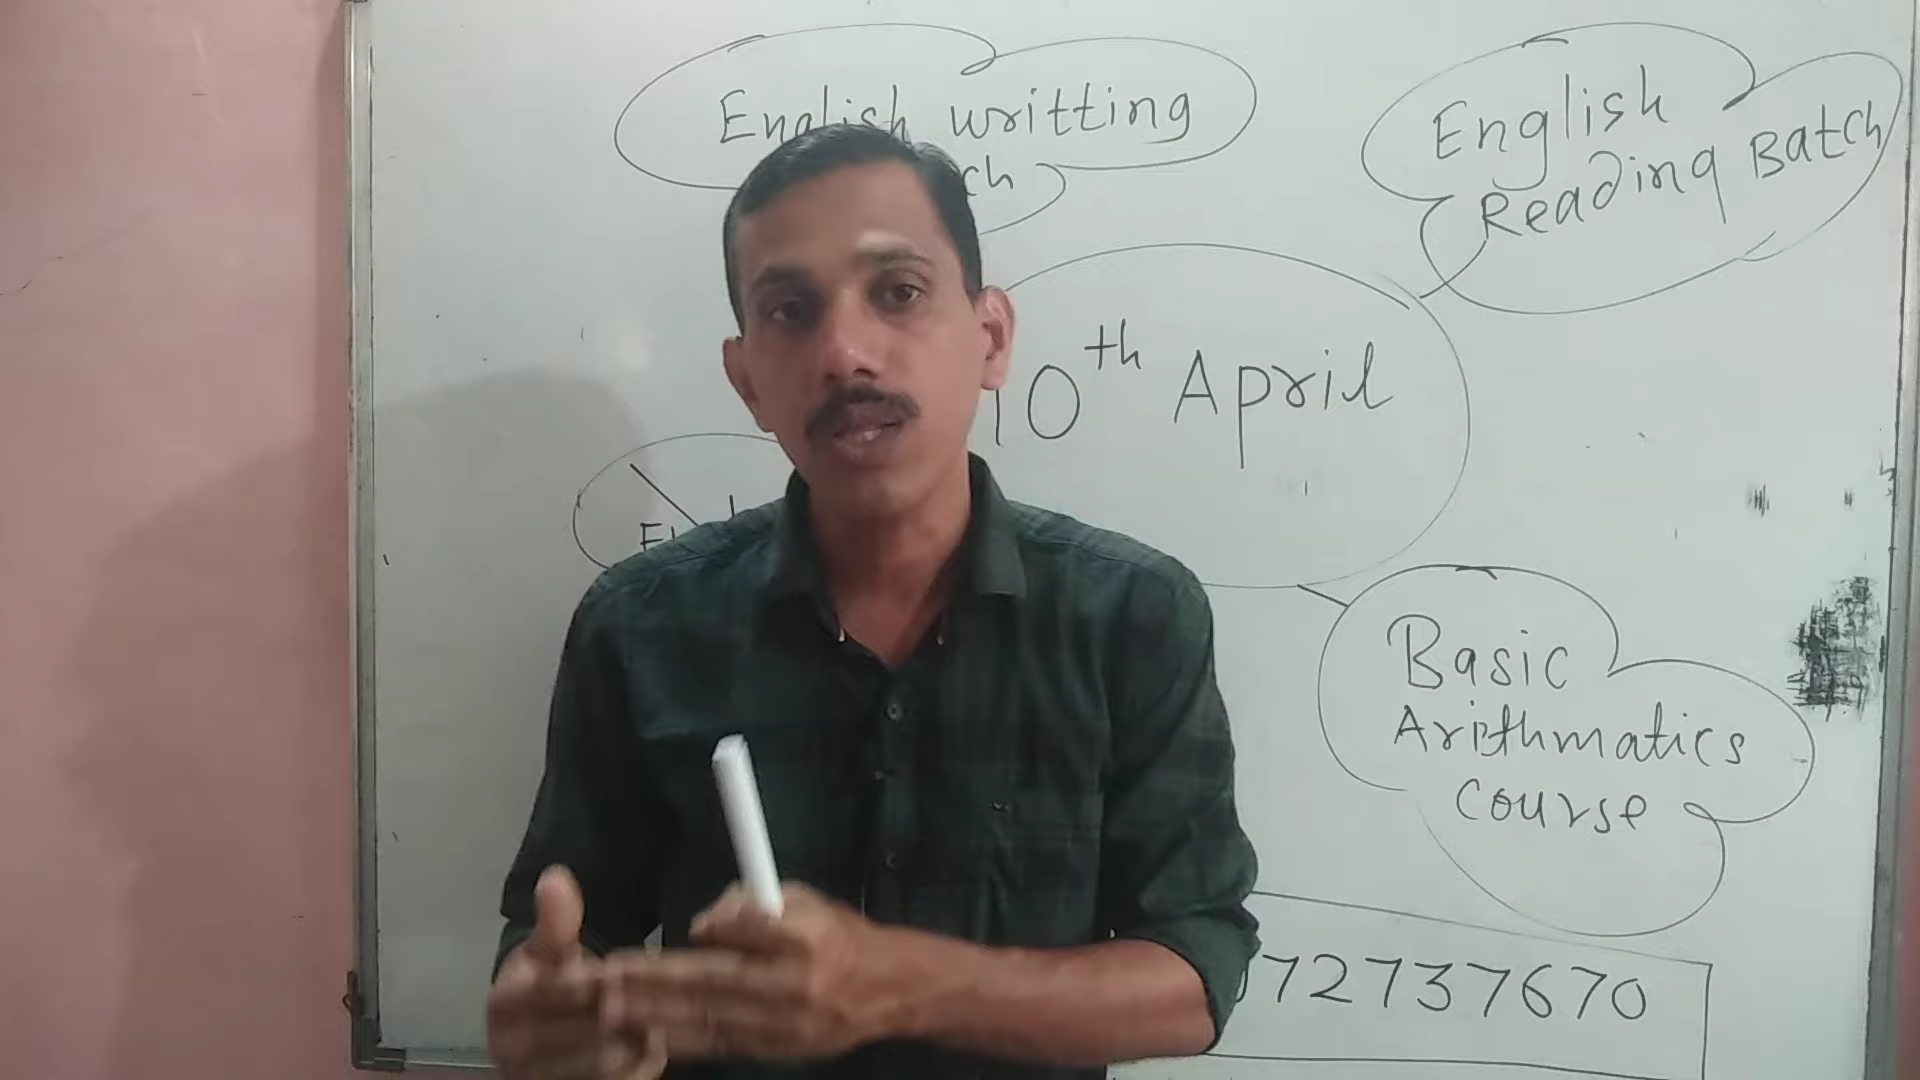 English writting
English
Reading Batch
10th April
Basic
Arithmatics
Course
72737670